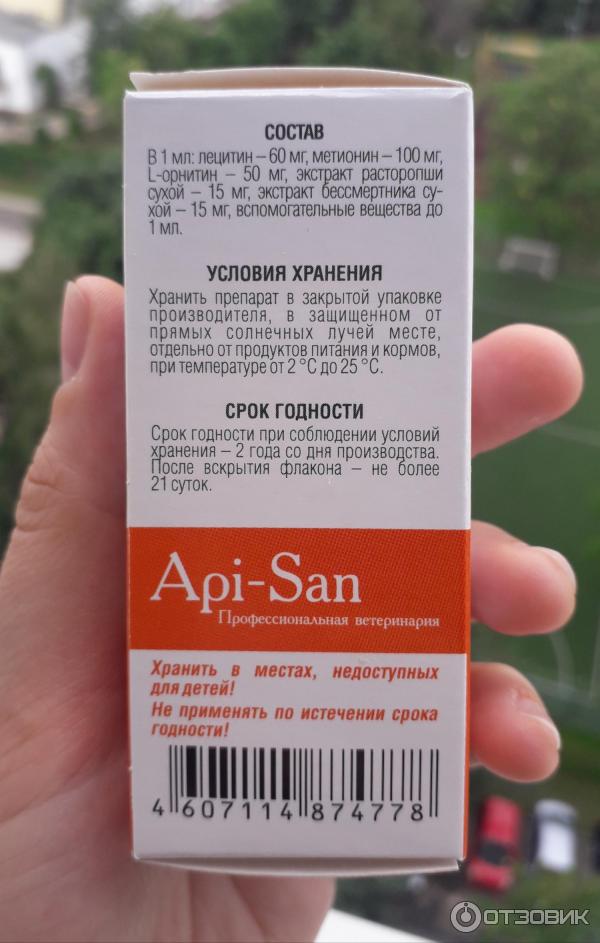 СОСТАВ
В 1 мл: лецитин – 60 мг, метионин – 100 мг,
L-орнитин – 50 мг, экстракт расторопши
сухой – 15 мг, экстракт бессмертника су-
хой – 15 мг, вспомогательные вещества до
1 мл.
УСЛОВИЯ ХРАНЕНИЯ
Хранить препарат в закрытой упаковке
производителя, в защищенном от
прямых солнечных лучей месте,
отдельно от продуктов питания и кормов,
при температуре от 2 °С до 25 °С.
СРОК ГОДНОСТИ
Срок годности при соблюдении условий
хранения – 2 года со дня производства.
После вскрытия флакона – не более
21 суток.
Api-San
Профессиональная ветеринария
Хранить в местах, недоступных
для детей!
Не применять по истечении срока
годности!
4 607114 874778
ОТЗОВИК